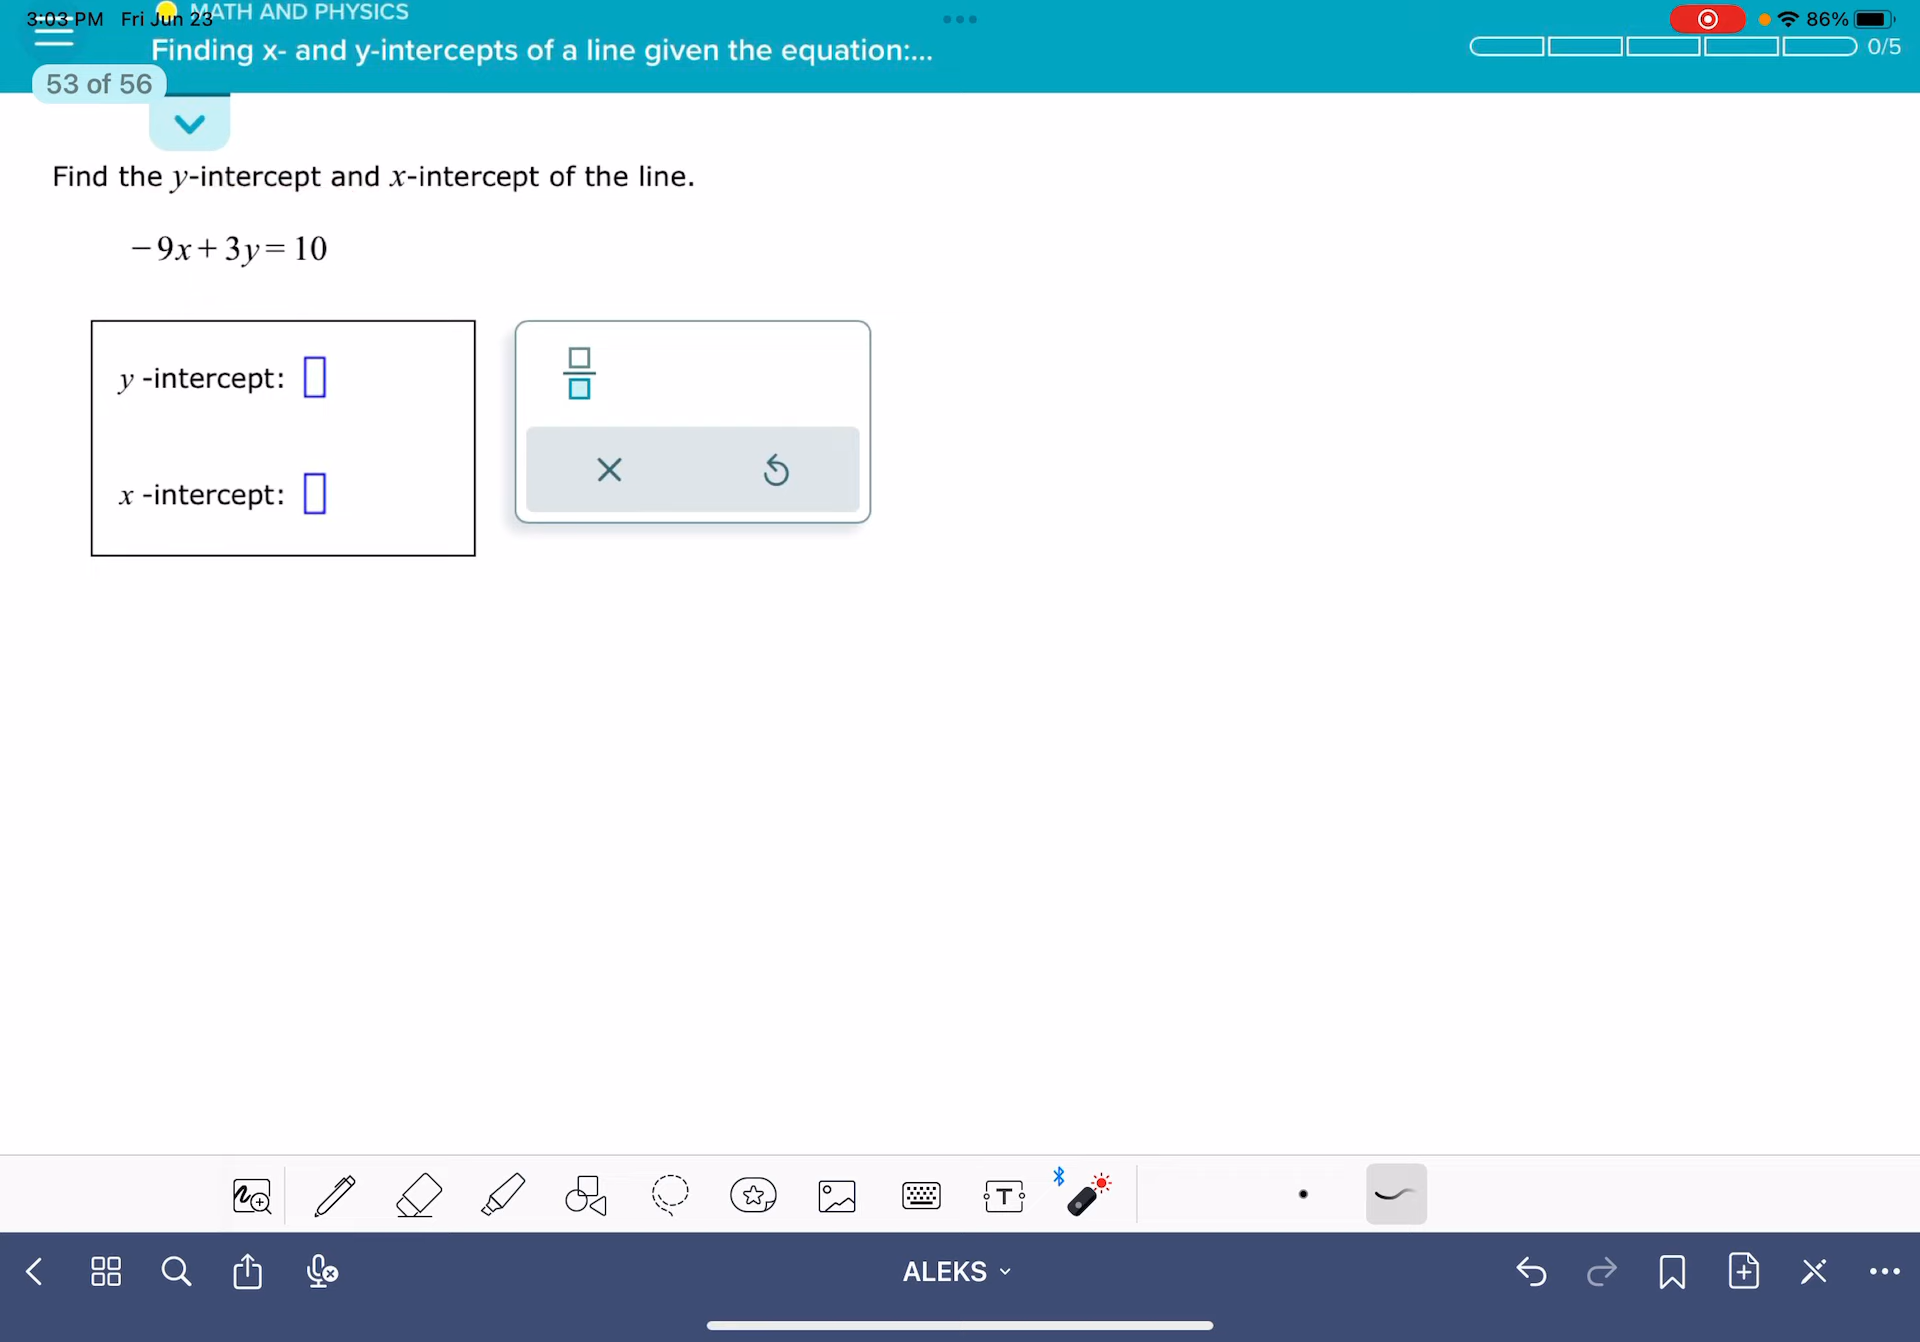 3:03 PM Fri Jun 23
MATH AND PHYSICS
86%
Finding x- and y-intercepts of a line given the equation:...
0/5
53 of 56
Find the y-intercept and x-intercept of the line.
−9x+3y=10
y -intercept:
x -intercept:
T
ALEKS